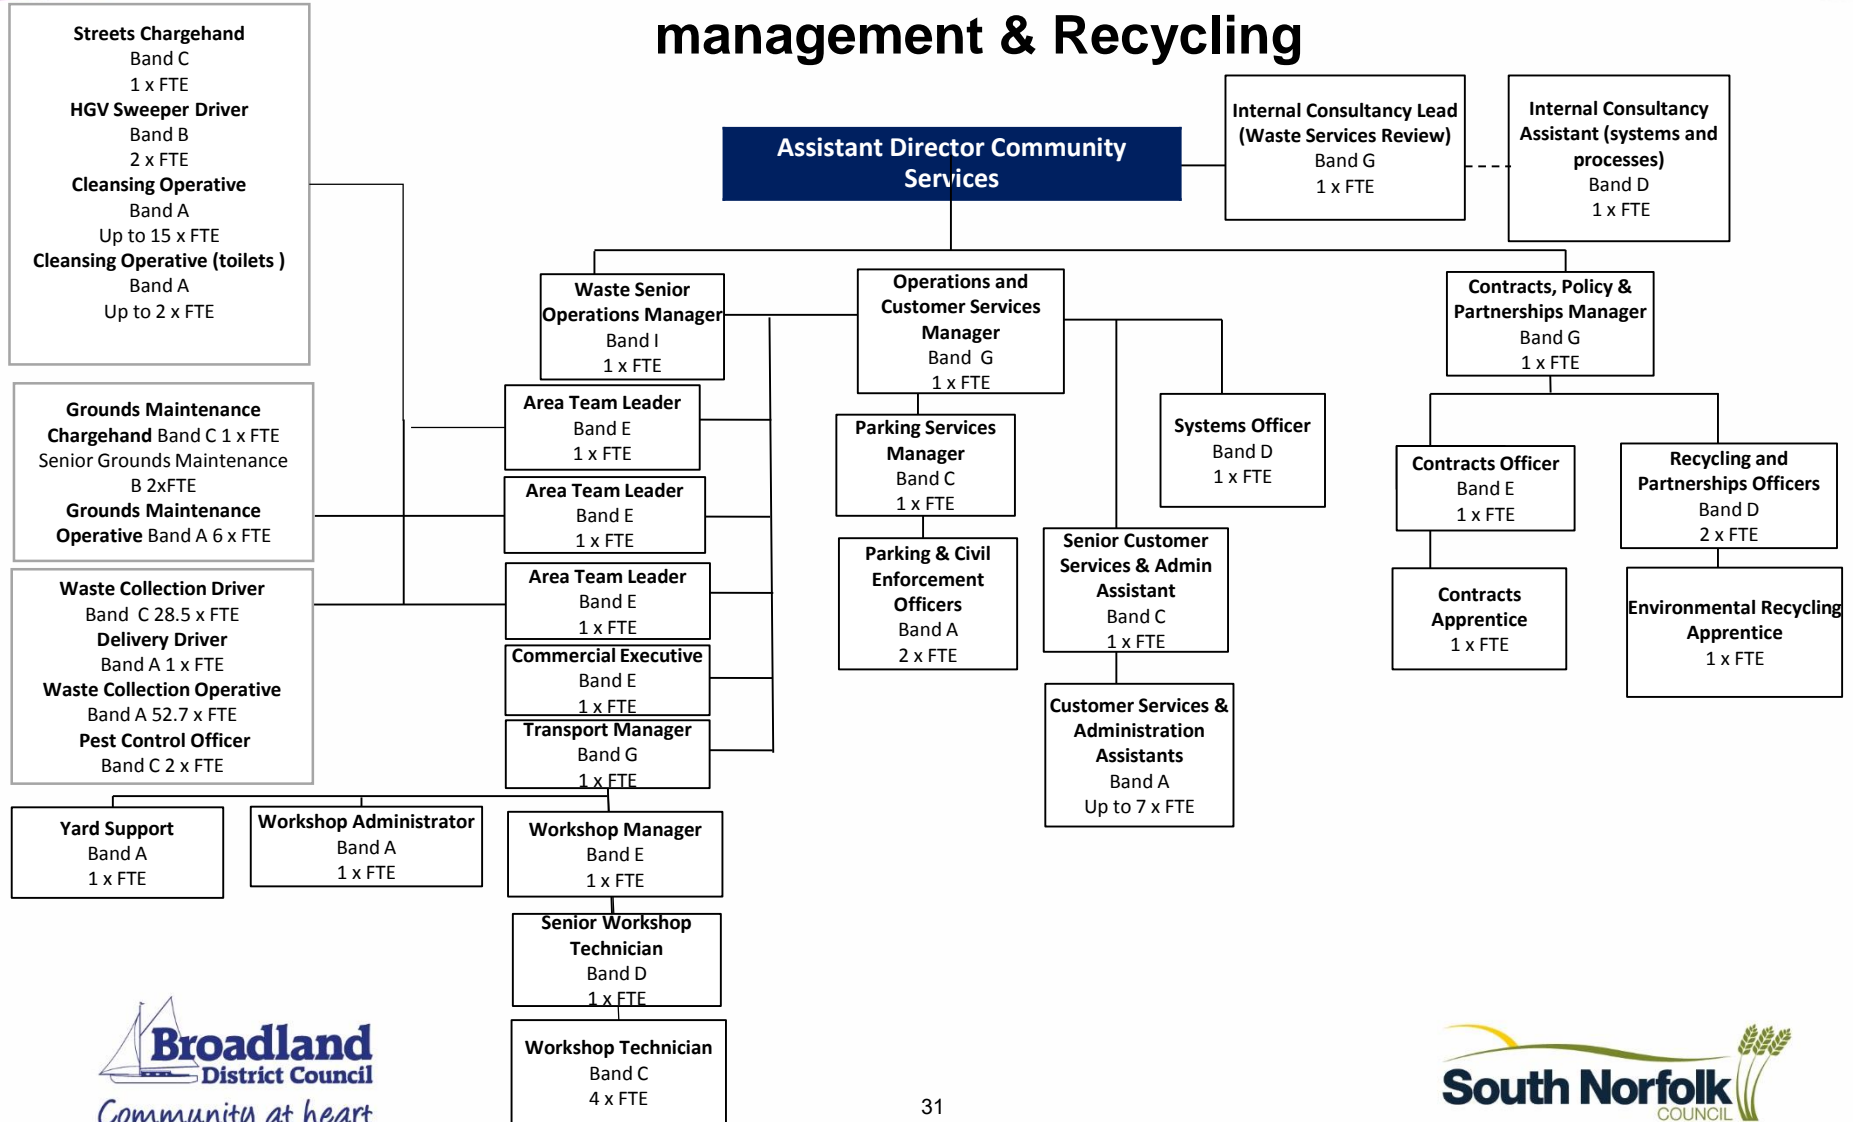 management & Recycling
Streets Chargehand
Band C
1 x FTE
HGV Sweeper Driver
Band B
2 x FTE
Cleansing Operative
Band A
Up to 15 x FTE
Cleansing Operative (toilets )
Band A
Up to 2 x FTE
Assistant Director Community
Services
Internal Consultancy Lead
(Waste Services Review)
Band G
1 x FTE
Internal Consultancy
Assistant (systems and
processes)
Band D
1 x FTE
Waste Senior
Operations Manager
Band I
1 x FTE
Operations and
Customer Services
Manager
Band G
1 x FTE
Contracts, Policy &
Partnerships Manager
Band G
1 x FTE
Grounds Maintenance
Chargehand Band C 1 x FTE
Senior Grounds Maintenance
B 2xFTE
Grounds Maintenance
Operative Band A 6 x FTE
Area Team Leader
Band E
1 x FTE
Area Team Leader
Band E
1 x FTE
Area Team Leader
Band E
1 x FTE
Commercial Executive
Band E
1 x FTE
Transport Manager
Band G
1 x FTE
Parking Services
Manager
Band C
1 x FTE
Parking & Civil
Enforcement
Officers
Band A
2 x FTE
Systems Officer
Band D
1 x FTE
Senior Customer
Services & Admin
Assistant
Band C
1 x FTE
Customer Services &
Administration
Assistants
Band A
Up to 7 x FTE
Contracts Officer
Band E
1 x FTE
Contracts
Apprentice
1 x FTE
Recycling and
Partnerships Officers
Band D
2 x FTE
Environmental Recycling
Apprentice
1 x FTE
Waste Collection Driver
Band C 28.5 x FTE
Delivery Driver
Band A 1 x FTE
Waste Collection Operative
Band A 52.7 x FTE
Pest Control Officer
Band C 2 x FTE
Yard Support
Band A
1 x FTE
Workshop Administrator
Band A
1 x FTE
Workshop Manager
Band E
1 x FTE
Senior Workshop
Technician
Band D
1 x FTE
Workshop Technician
Band C
4 x FTE
Broadland
District Council
Community at heart
31
South Norfolk
COUNCIL